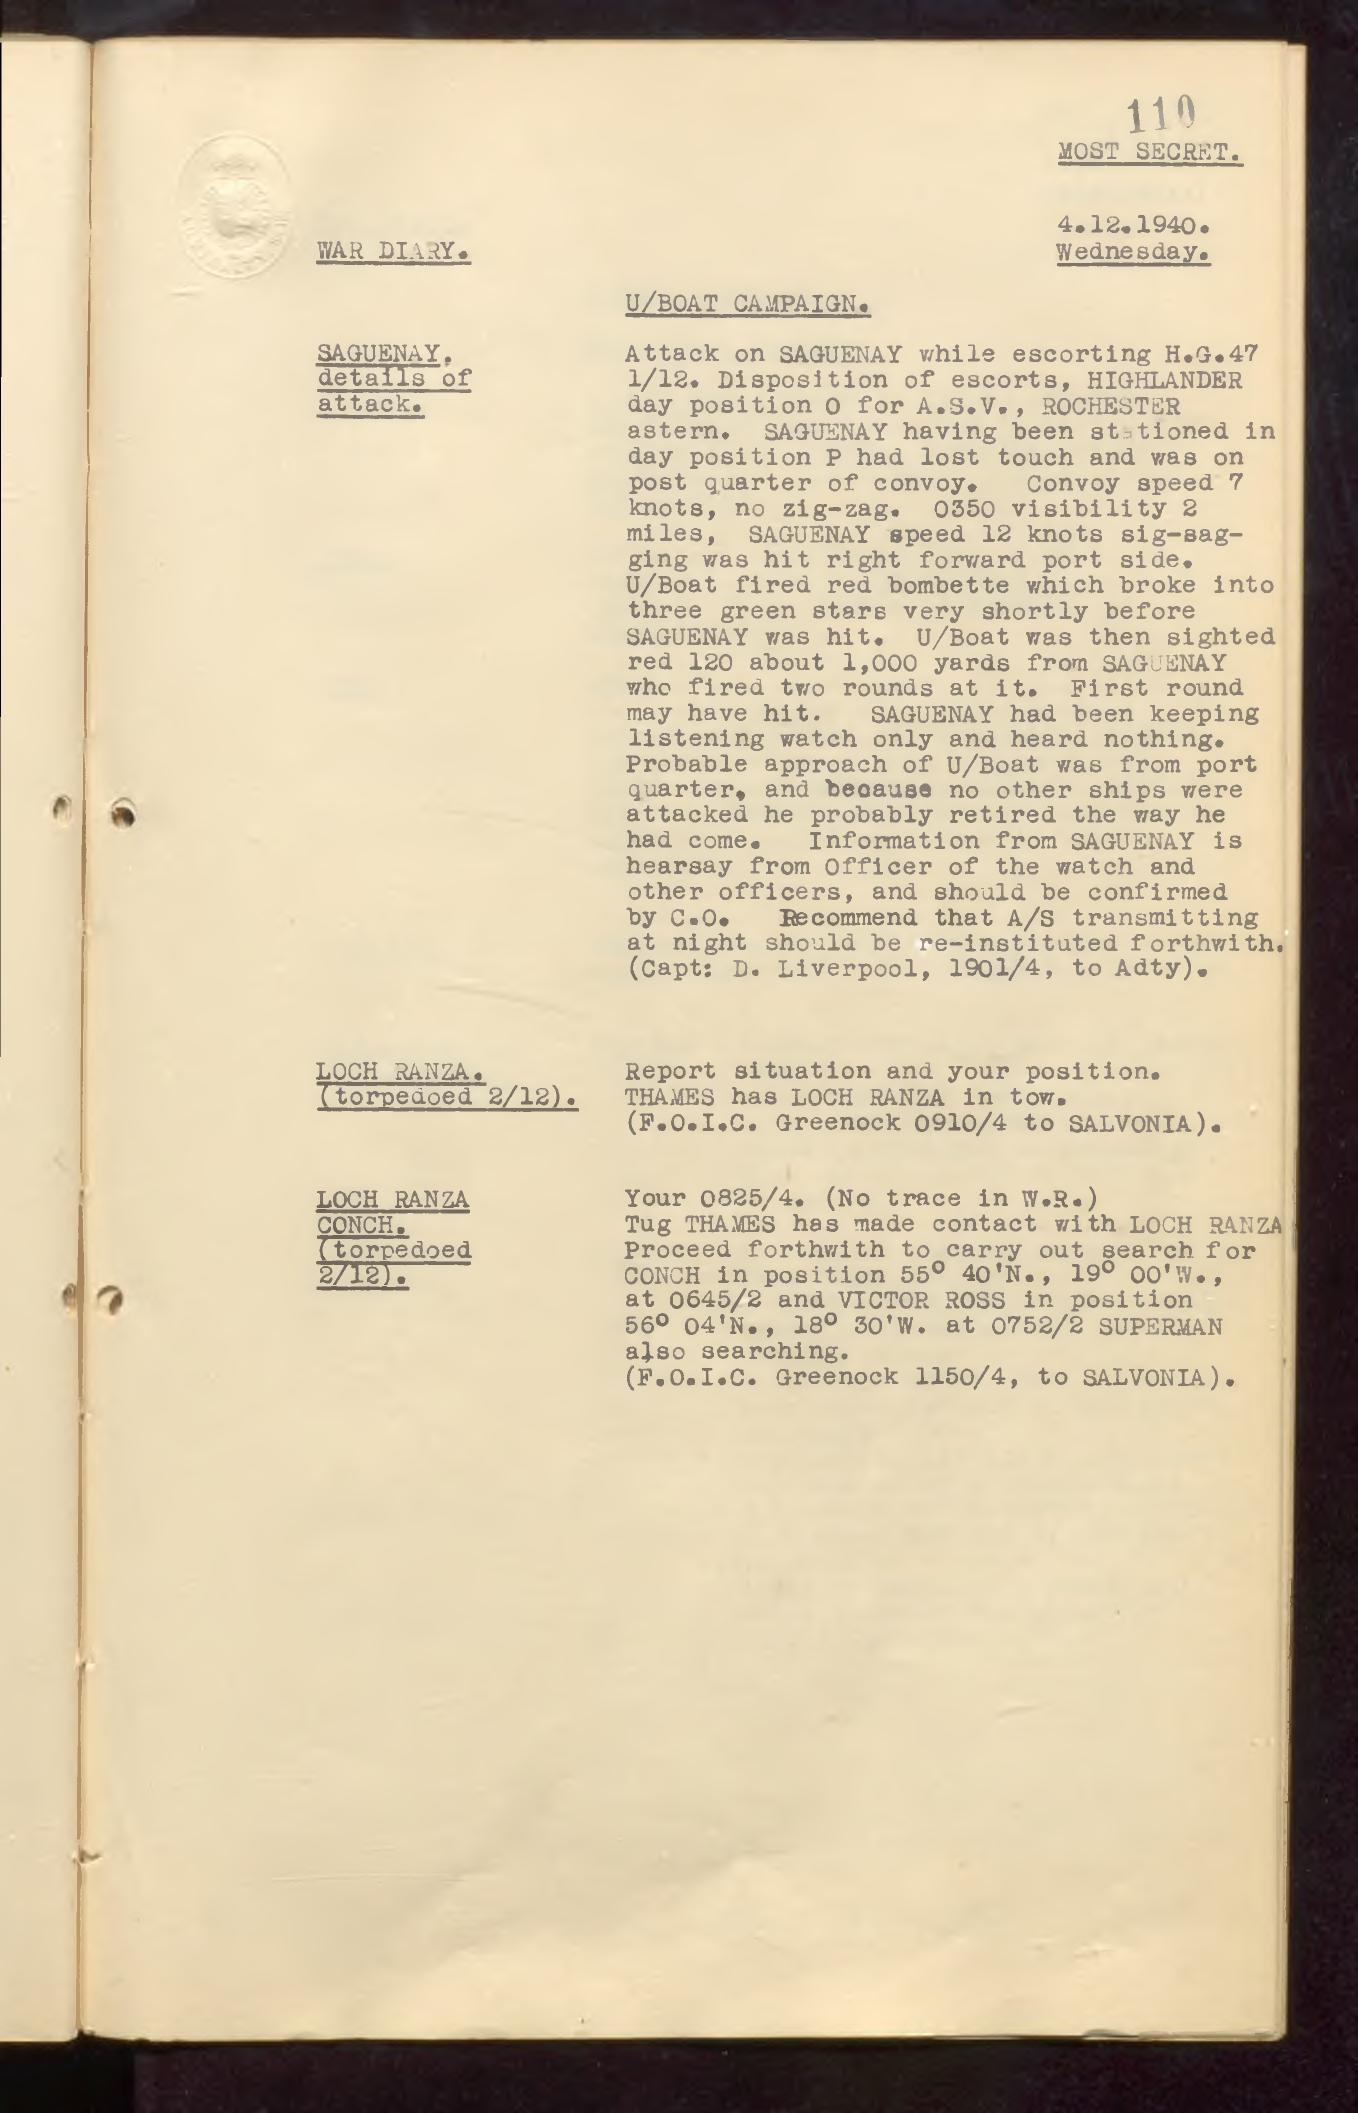 110
MOST SECRET.
4.12.1940.
WAR DIARY.
Wednesday.
U/BOAT CAMPAIGN.
SAGUENAY.
details of
attack.
Attack on SAGUENAY while escorting H.G.47
1/12. Disposition of escorts, HIGHLANDER
day position O for A.S.V., ROCHESTER
astern. SAGUENAY having been stationed in
day position P had lost touch and was on
post quarter of convoy. Convoy speed 7
knots, no zig-zag. 0350 visibility 2
miles, SAGUENAY speed 12 knots sig-sag-
ging was hit right forward port side.
U/Boat fired red bombette which broke into
three green stars very shortly before
SAGUENAY was hit. U/Boat was then sighted
red 120 about 1,000 yards from SAGUENAY
who fired two rounds at it. First round
may have hit. SAGUENAY had been keeping
listening watch only and heard nothing.
Probable approach of U/Boat was from port
quarter, and because no other ships were
attacked he probably retired the way he
had come. Information from SAGUENAY is
hearsay from Officer of the watch and
other officers, and should be confirmed
by C.O. Recommend that A/S transmitting
at night should be re-instituted forthwith.
(Capt: D. Liverpool, 1901/4, to Adty).
LOCH RANZA.
(torpedoed 2/12).
Report situation and your position.
THAMES has LOCH RANZA in tow.
(F.O.I.C. Greenock 0910/4 to SALVONIA).
LOCH RANZA
CONCH.
(torpedoed
2/12).
Your 0825/4. (No trace in W.R.)
Tug THAMES has made contact with LOCH RANZA
Proceed forthwith to carry out search for
CONCH in position 55° 40'N., 19° 00'W.,
at 0645/2 and VICTOR ROSS in position
56° 04'N., 18° 30'W. at 0752/2 SUPERMAN
also searching.
(F.O.I.C. Greenock 1150/4, to SALVONIA).